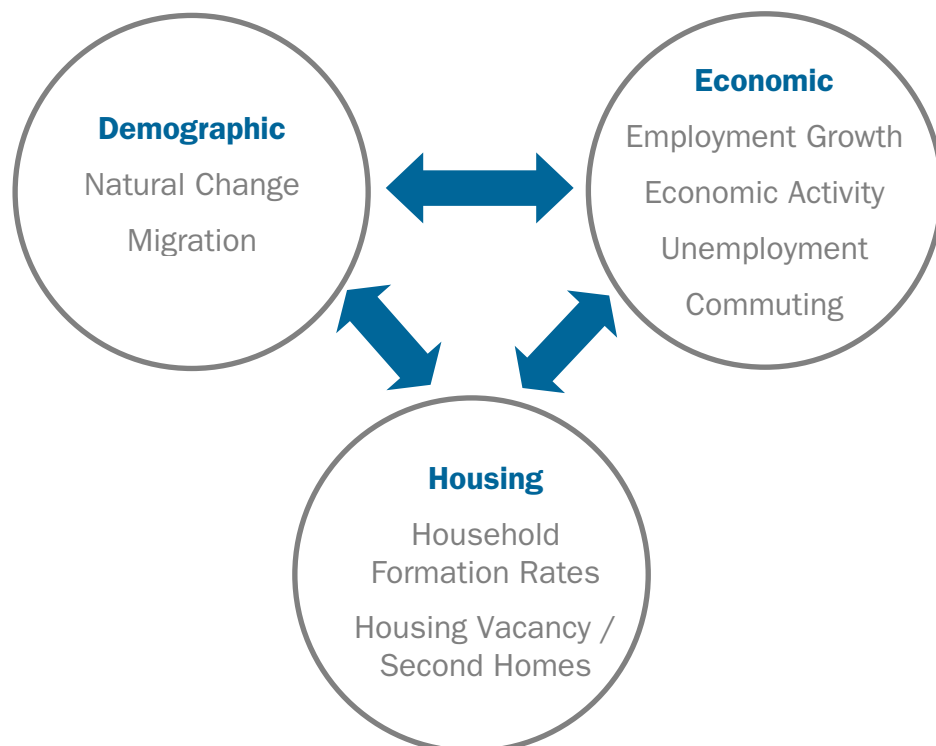 Demographic
Natural Change
Migration
Economic
Employment Growth
Economic Activity
Unemployment
Commuting
Housing
Household
Formation Rates
Housing Vacancy /
Second Homes